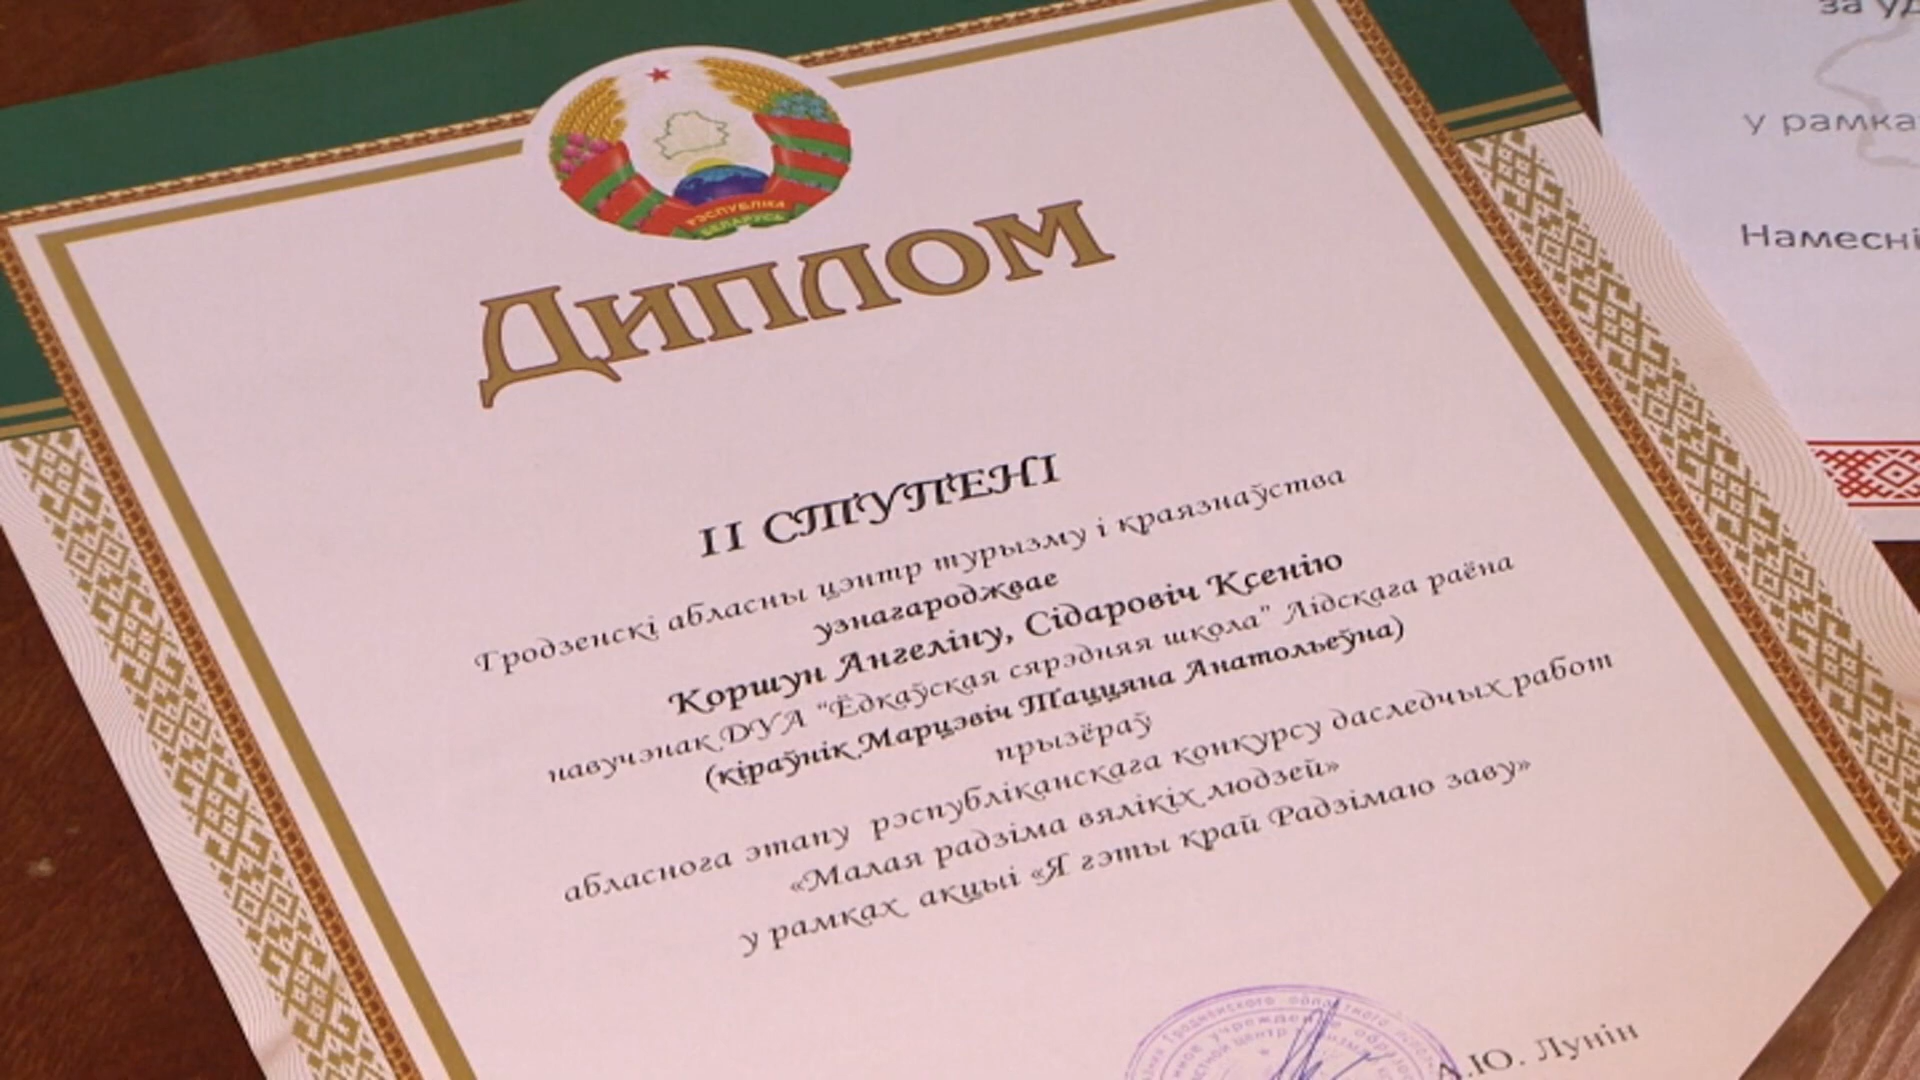 РЭСПУБЛІКА
БЕЛАРУСЬ
Диплом
II СТУПЕНІ
Гродзенскі абласны цэнтр турызму і краязнаўства
узнагароджвае
Коршун Ангеліну, Сідаровіч Ксенію
навучэнак ДУА "Ёдкаўская сярэдняя школа" Лідскага раёна
(кіраўнік Марцэвіч Таццяна Анатольеўна)
прызёраў
абласнога этапу рэспубліканскага конкурсу даследчых работ
«Малая радзіма вялікіх людзей»
у рамках акцыі «Я гэты край Радзімаю заву»
А.Ю. Лунін
за уд
у рамка
Намесні